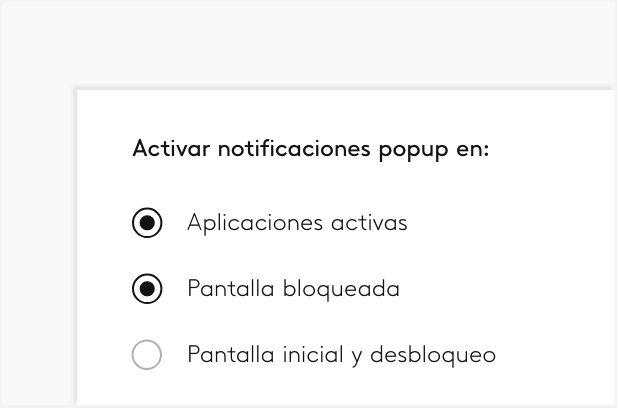 Activar notificaciones popup en:
Aplicaciones activas
Pantalla bloqueada
Pantalla inicial y desbloqueo